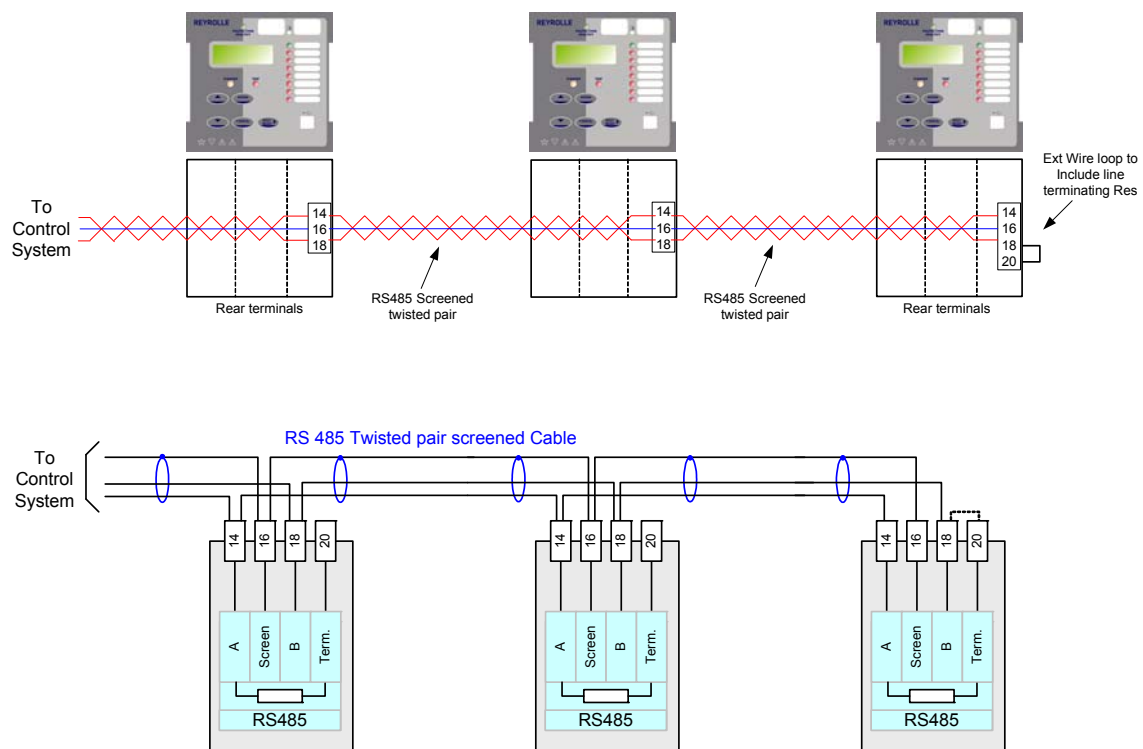 REYROLLE
REYROLLE
REYROLLE
Ext Wire loop to
Include line
terminating Res
To
Control
System
14
16
18
14
16
18
14
16
18
20
Rear terminals
RS485 Screened
twisted pair
RS485 Screened
twisted pair
Rear terminals
RS 485 Twisted pair screened Cable
To
Control
System
14
16
18
20
14
16
18
20
14
16
18
20
A
Screen
B
Term.
A
Screen
B
Term.
A
Screen
B
Term.
RS485
RS485
RS485